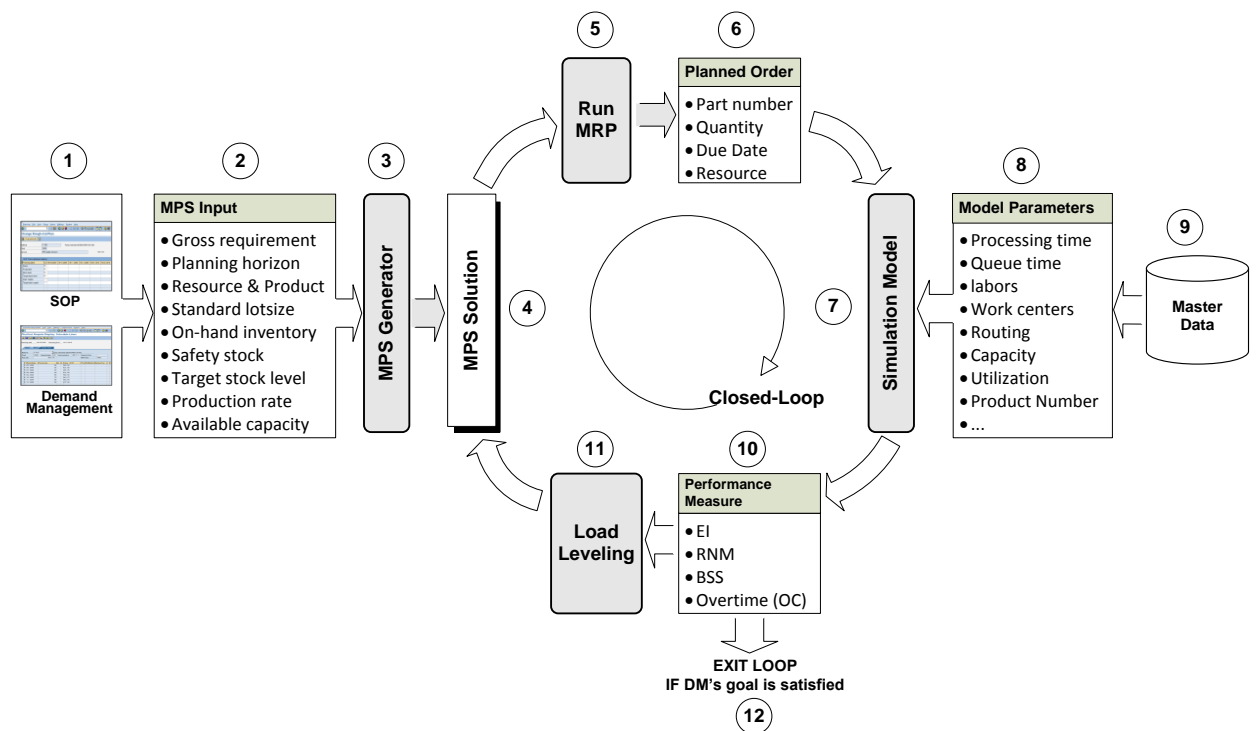 1
SOP
Demand
Management
2
MPS Input
• Gross requirement
• Planning horizon
• Resource & Product
• Standard lotsize
• On-hand inventory
• Safety stock
• Target stock level
• Production rate
• Available capacity
3
MPS Generator
MPS Solution
4
5
Run
MRP
6
Planned Order
• Part number
• Quantity
• Due Date
• Resource
Closed-Loop
7
Simulation Model
8
Model Parameters
• Processing time
• Queue time
• labors
• Work centers
• Routing
• Capacity
• Utilization
• Product Number
• ...
9
Master
Data
10
Performance
Measure
• EI
• RNM
• BSS
• Overtime (OC)
11
Load
Leveling
EXIT LOOP
IF DM's goal is satisfied
12